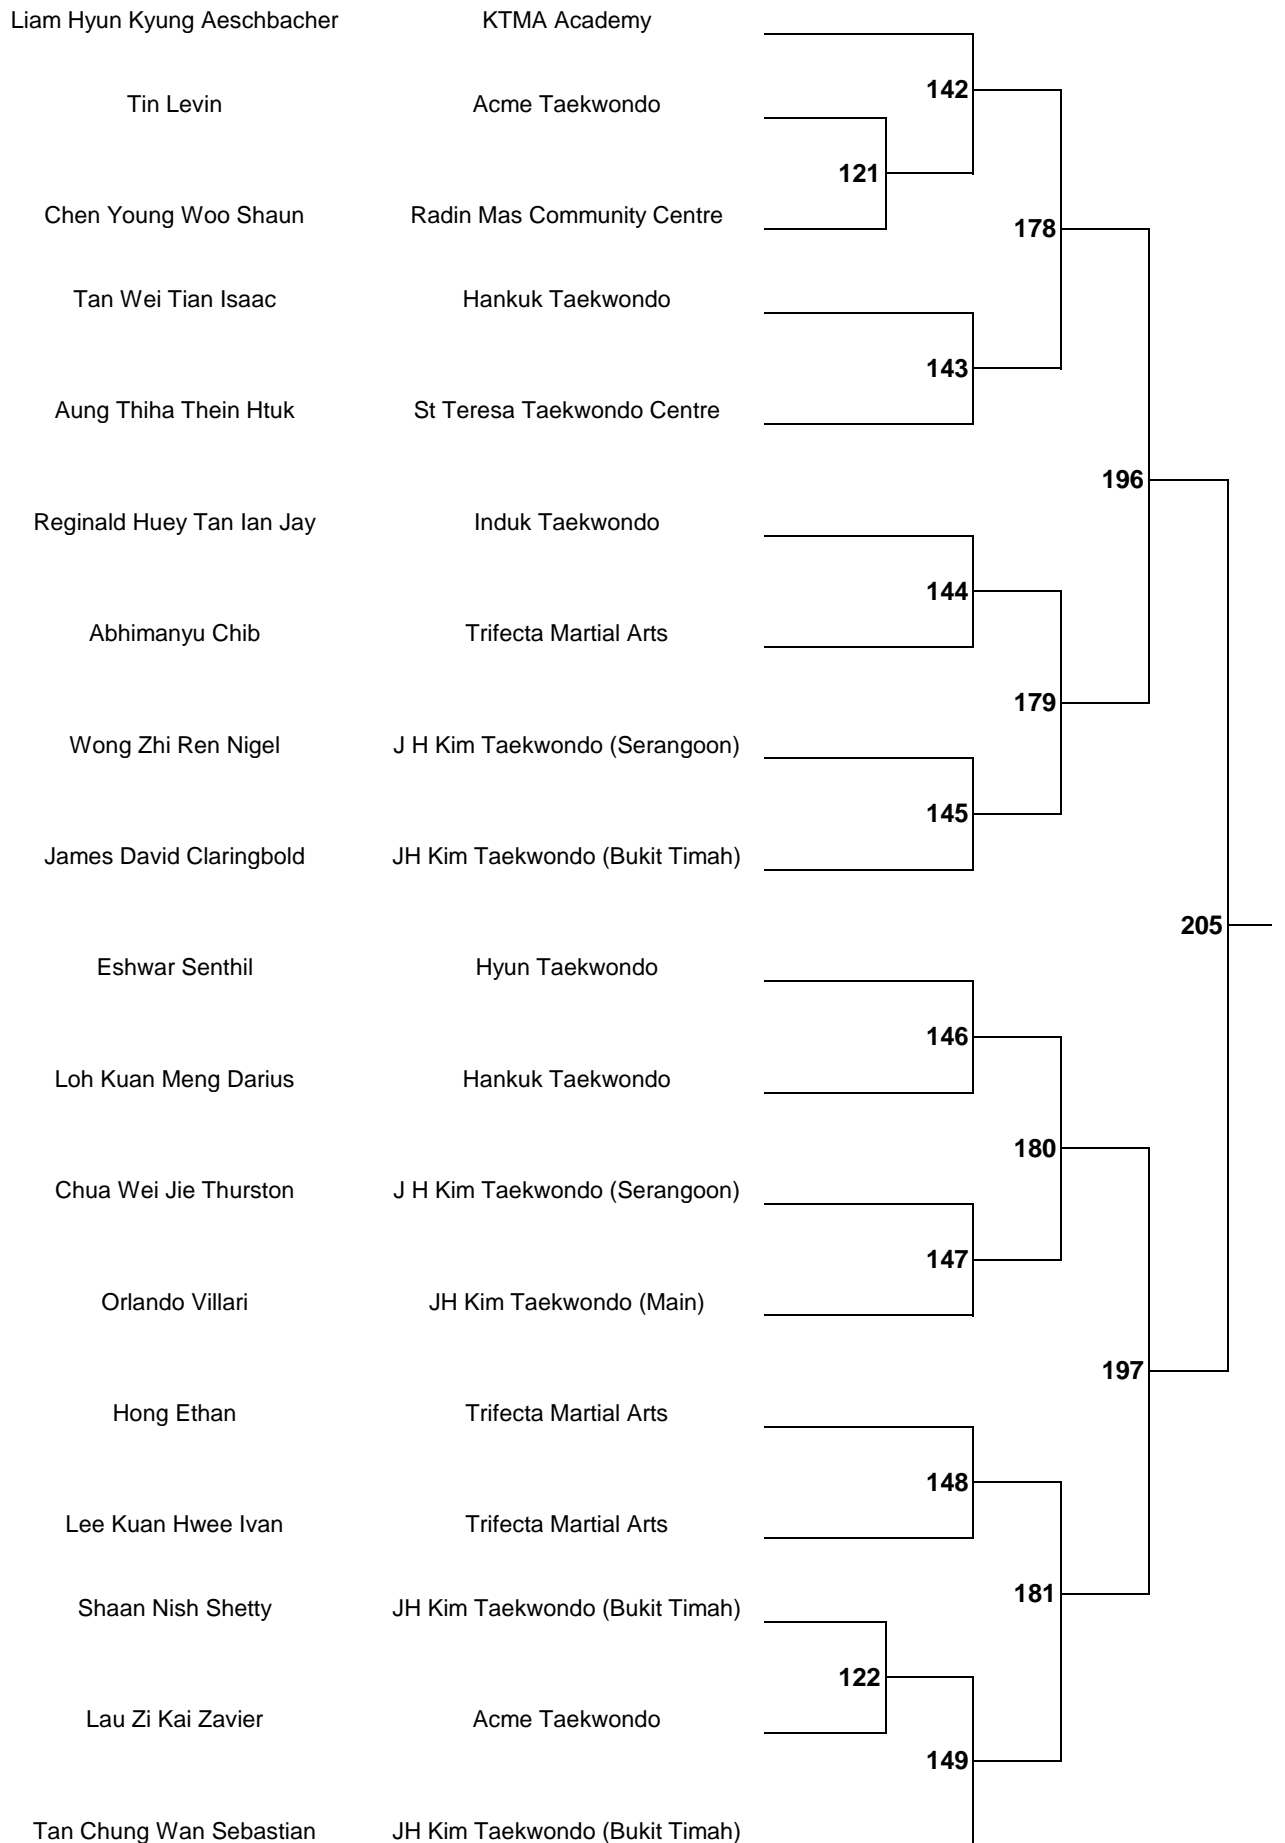 Liam Hyun Kyung Aeschbacher KTMA Academy
142
Tin Levin Acme Taekwondo
121
Chen Young Woo Shaun Radin Mas Community Centre
178
Tan Wei Tian Isaac Hankuk Taekwondo
143
Aung Thiha Thein Htuk St Teresa Taekwondo Centre
196
Reginald Huey Tan Ian Jay Induk Taekwondo
144
Abhimanyu Chib Trifecta Martial Arts
179
Wong Zhi Ren Nigel J H Kim Taekwondo (Serangoon)
145
James David Claringbold JH Kim Taekwondo (Bukit Timah)
205
Eshwar Senthil Hyun Taekwondo
146
Loh Kuan Meng Darius Hankuk Taekwondo
180
Chua Wei Jie Thurston J H Kim Taekwondo (Serangoon)
147
Orlando Villari JH Kim Taekwondo (Main)
197
Hong Ethan Trifecta Martial Arts
148
Lee Kuan Hwee Ivan Trifecta Martial Arts
181
Shaan Nish Shetty JH Kim Taekwondo (Bukit Timah)
122
Lau Zi Kai Zavier Acme Taekwondo
149
Tan Chung Wan Sebastian JH Kim Taekwondo (Bukit Timah)